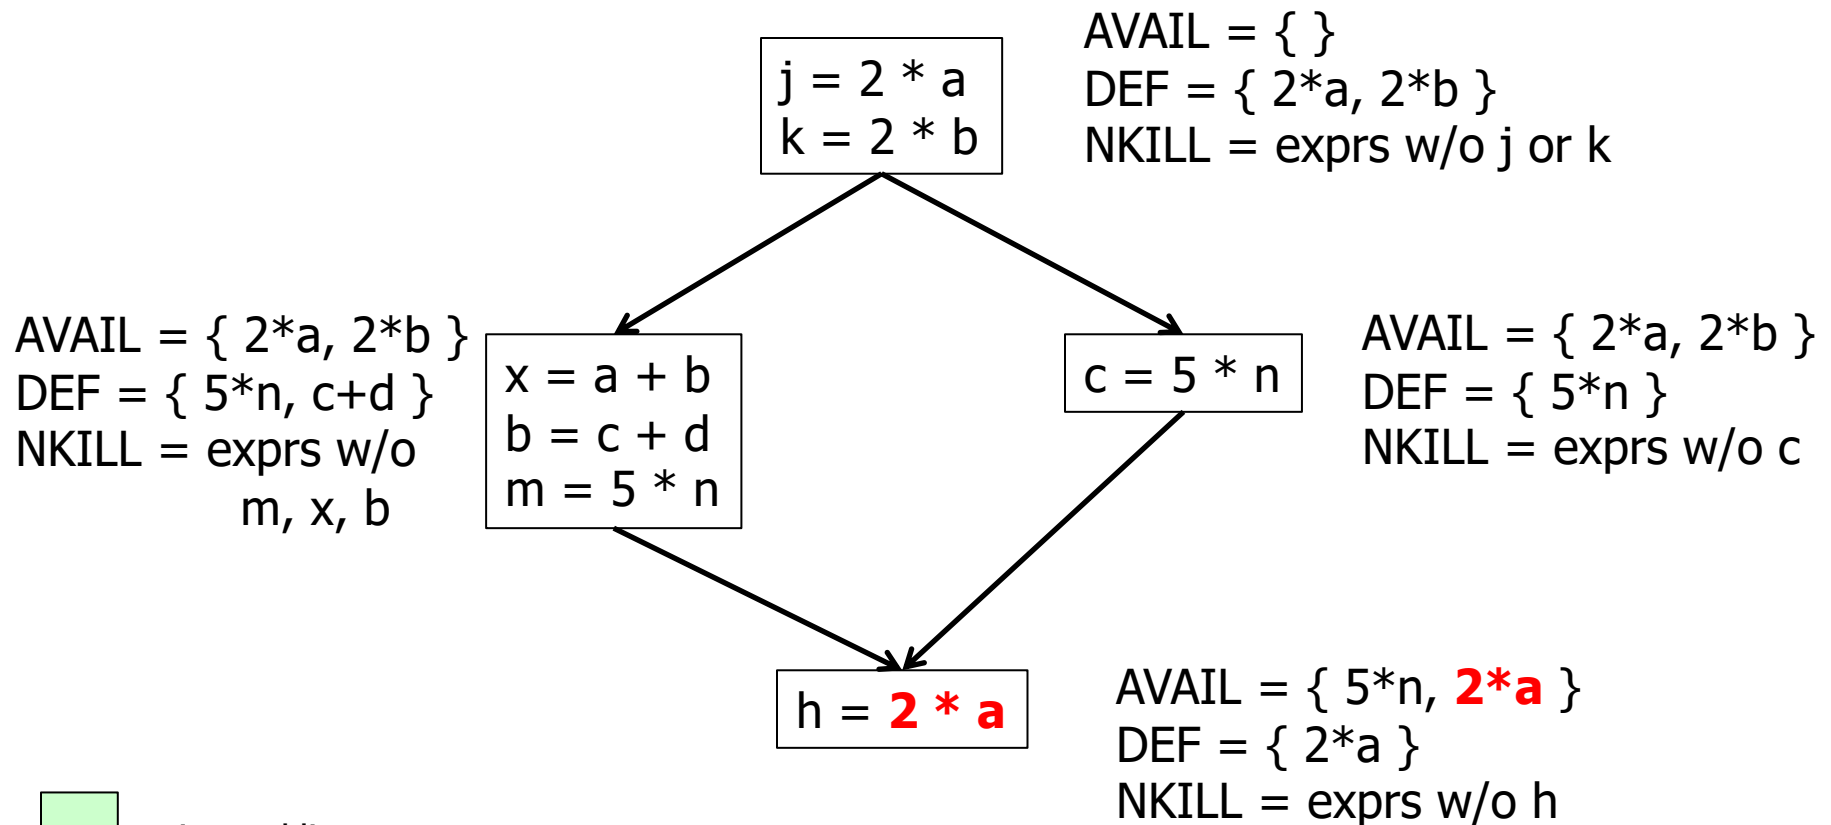 j = 2 * a
k = 2 * b
AVAIL = { }
DEF = { 2*a, 2*b }
NKILL = exprs w/o j or k
AVAIL = { 2*a, 2*b }
DEF = { 5*n, c+d }
NKILL = exprs w/o
m, x, b
x = a + b
b = c + d
m = 5 * n
c = 5 * n
AVAIL = { 2*a, 2*b }
DEF = { 5*n }
NKILL = exprs w/o c
h = 2 * a
AVAIL = { 5*n, 2*a }
DEF = { 2*a }
NKILL = exprs w/o h